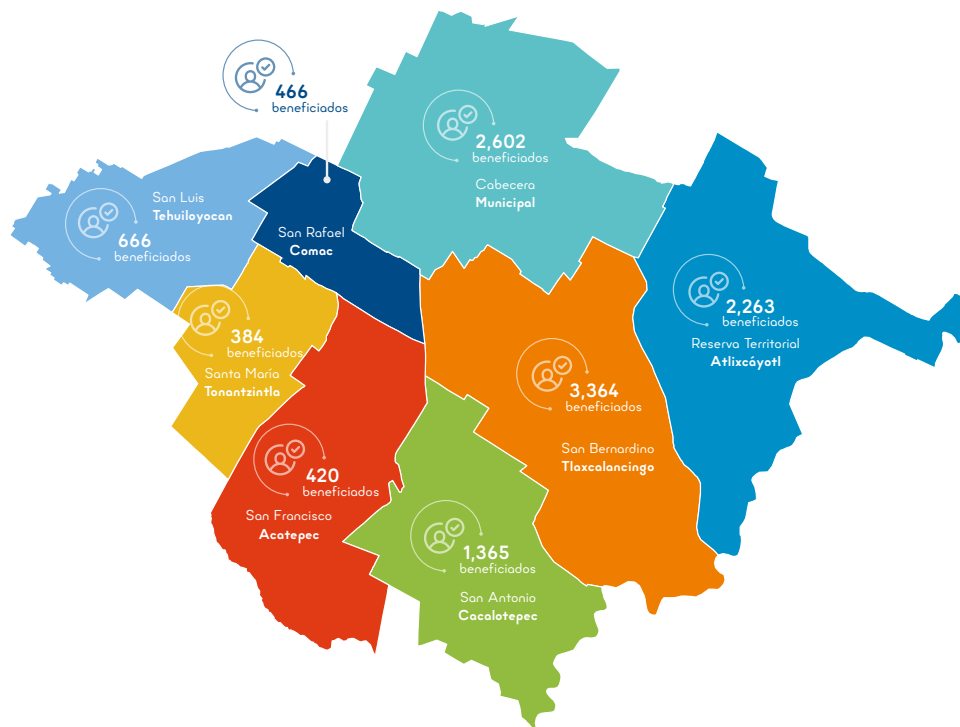 466
beneficiados
2,602
beneficiados
Cabecera
Municipal
San Luis
Tehuiloyocan
666
beneficiados
San Rafael
Comac
2,263
beneficiados
Reserva Territorial
Atlixcáyotl
384
beneficiados
Santa María
Tonantzintla
3,364
beneficiados
San Bernardino
Tlaxcalancingo
420
beneficiados
San Francisco
Acatepec
1,365
beneficiados
San Antonio
Cacalotepec